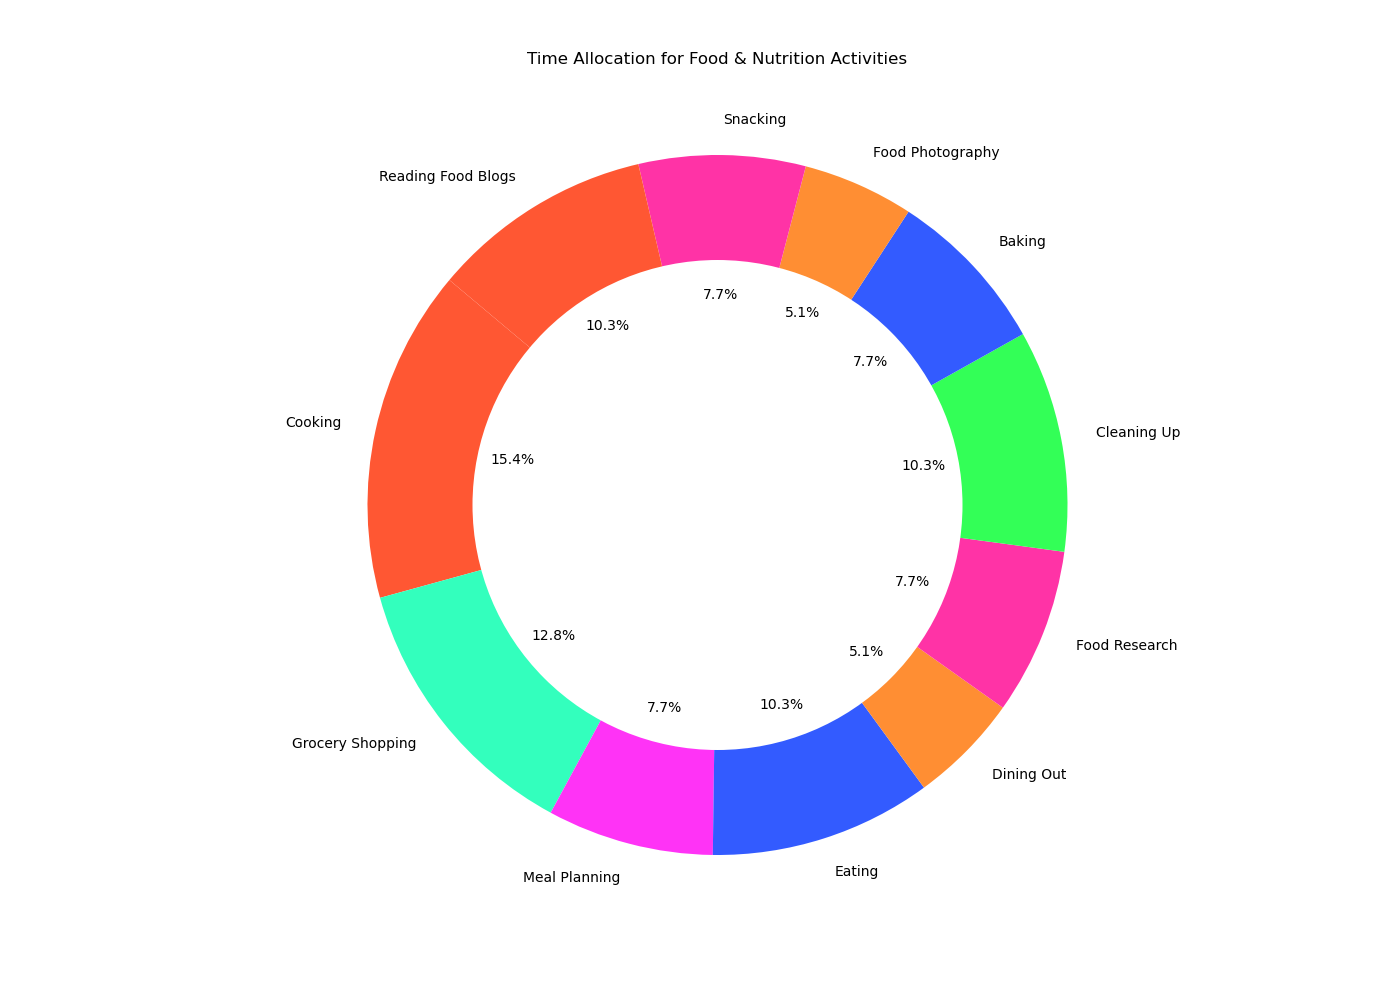 Time Allocation for Food & Nutrition Activities
Snacking
Food Photography
Reading Food Blogs
Baking
7.7%
5.1%
10.3%
7.7%
Cooking
Cleaning Up
15.4%
10.3%
7.7%
12.8%
Food Research
5.1%
10.3%
7.7%
Grocery Shopping
Dining Out
Eating
Meal Planning